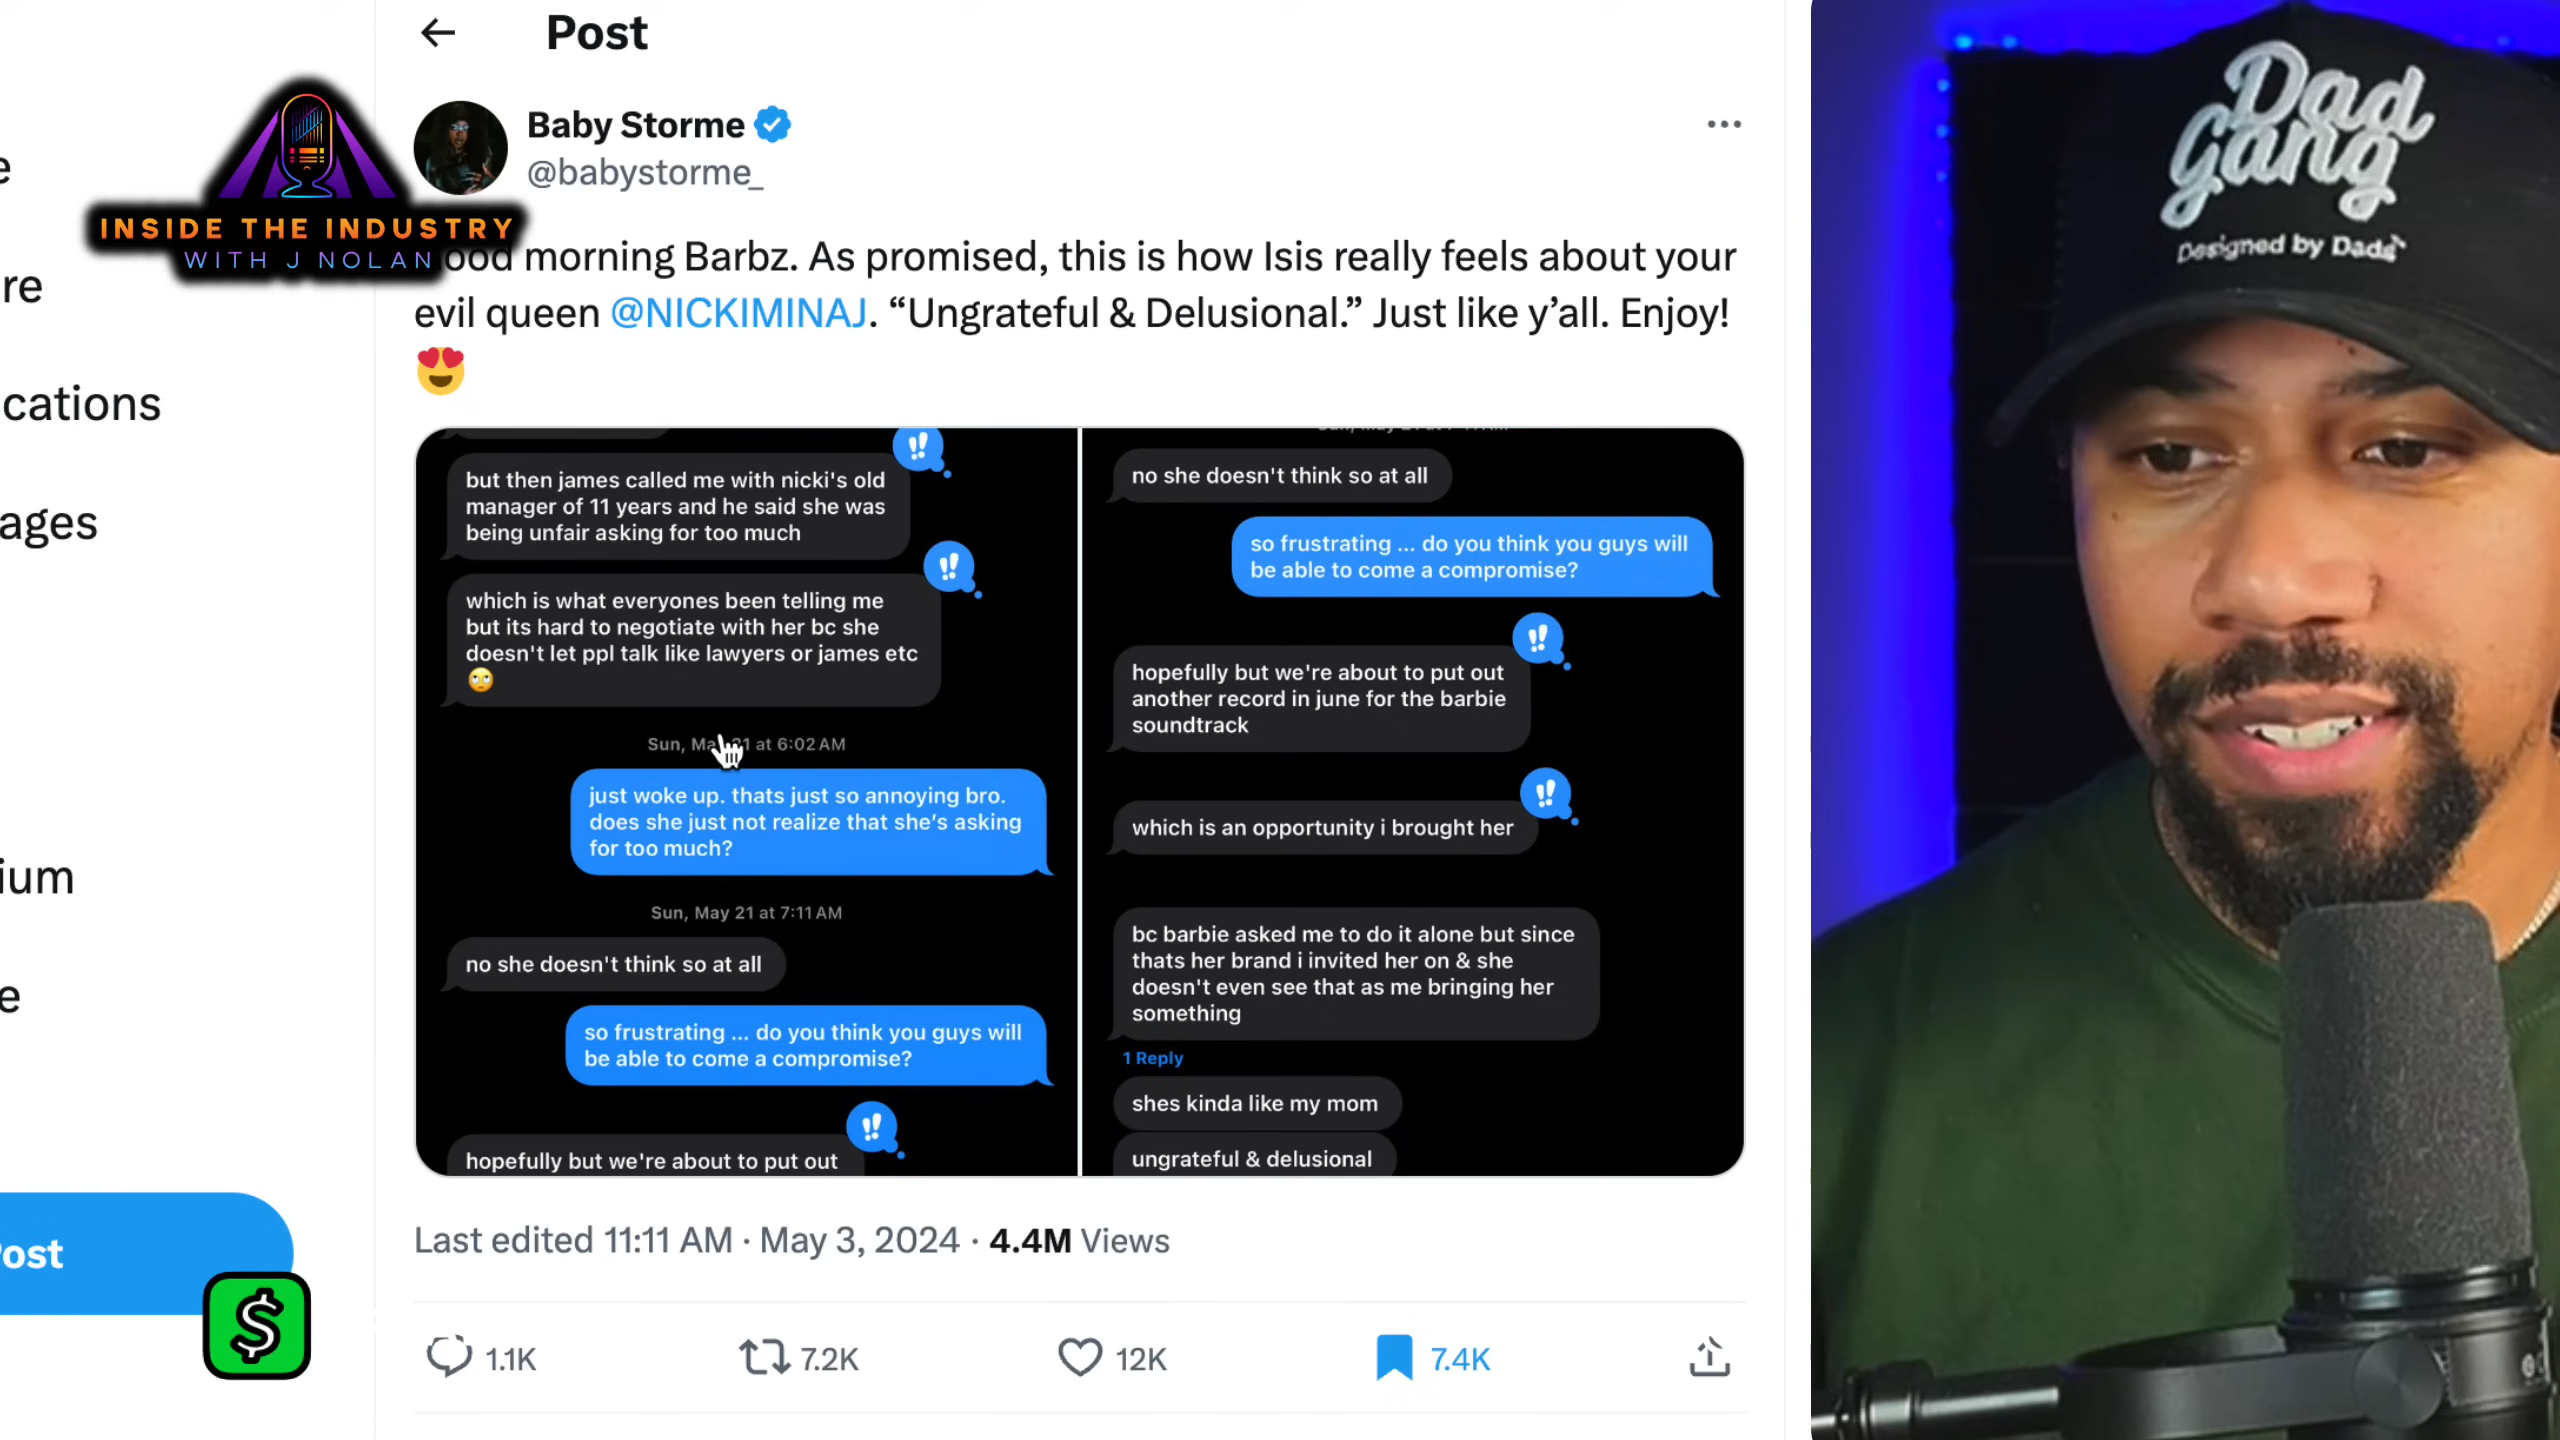 Post
Baby Storme
@babystorme_
INSIDE THE INDUSTRY
WITH J NOLAN
ood morning Barbz. As promised, this is how Isis really feels about your
evil queen @NICKIMINAJ. “Ungrateful & Delusional.” Just like y’all. Enjoy!
😍
e
re
cations
ages
ium
e
ost
but then james called me with nicki's old
manager of 11 years and he said she was
being unfair asking for too much
which is what everyones been telling me
but its hard to negotiate with her bc she
doesn't let ppl talk like lawyers or james etc
🙄
Sun, May 21 at 6:02 AM
just woke up. thats just so annoying bro.
does she just not realize that she's asking
for too much?
Sun, May 21 at 7:11 AM
no she doesn't think so at all
so frustrating ... do you think you guys will
be able to come a compromise?
hopefully but we're about to put out
no she doesn't think so at all
so frustrating ... do you think you guys will
be able to come a compromise?
hopefully but we're about to put out
another record in june for the barbie
soundtrack
which is an opportunity i brought her
bc barbie asked me to do it alone but since
thats her brand i invited her on & she
doesn't even see that as me bringing her
something
1 Reply
shes kinda like my mom
ungrateful & delusional
Last edited 11:11 AM · May 3, 2024 · 4.4M Views
1.1K 7.2K 12K 7.4K
$
Dad
Gang
Designed by Dads